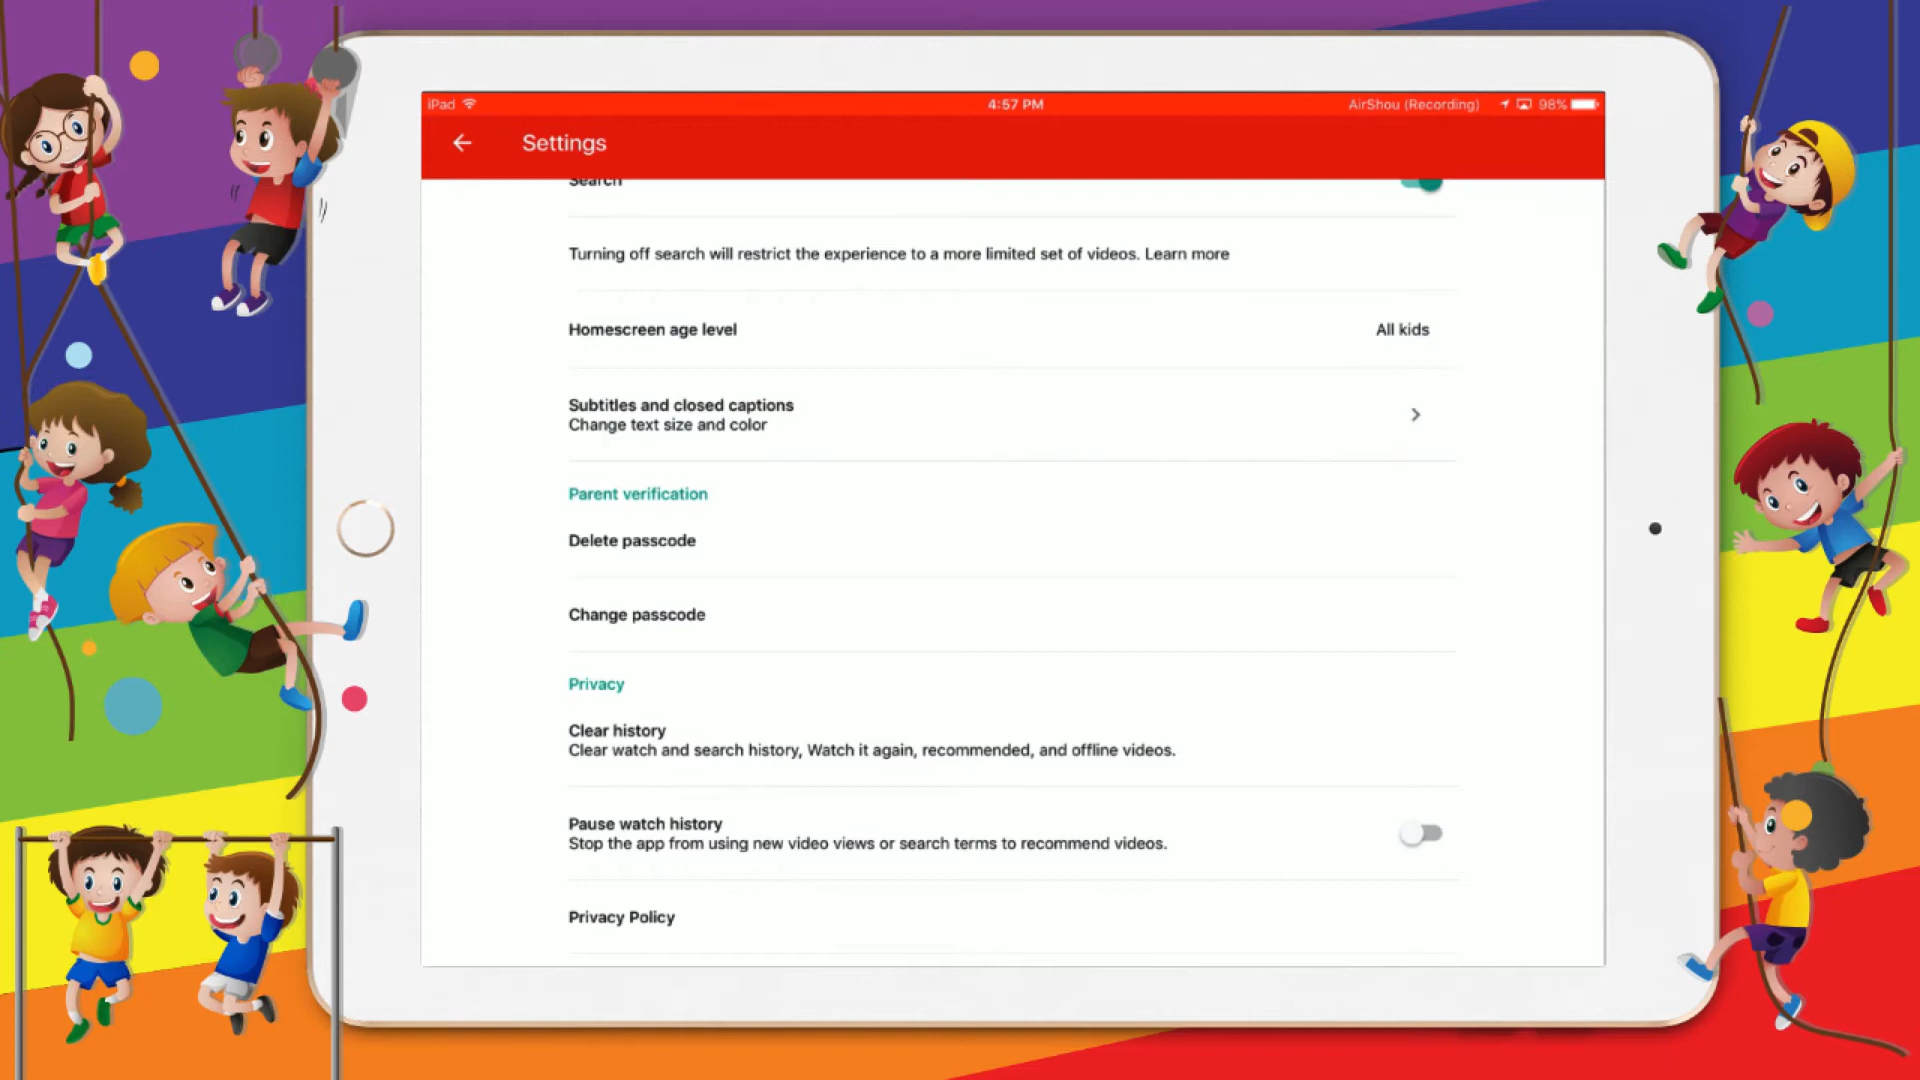 iPad 4:57 PM AirShou (Recording) 98%
Settings
Search
Turning off search will restrict the experience to a more limited set of videos. Learn more
Homescreen age level All kids
Subtitles and closed captions
Change text size and color
Parent verification
Delete passcode
Change passcode
Privacy
Clear history
Clear watch and search history, Watch it again, recommended, and offline videos.
Pause watch history
Stop the app from using new video views or search terms to recommend videos.
Privacy Policy